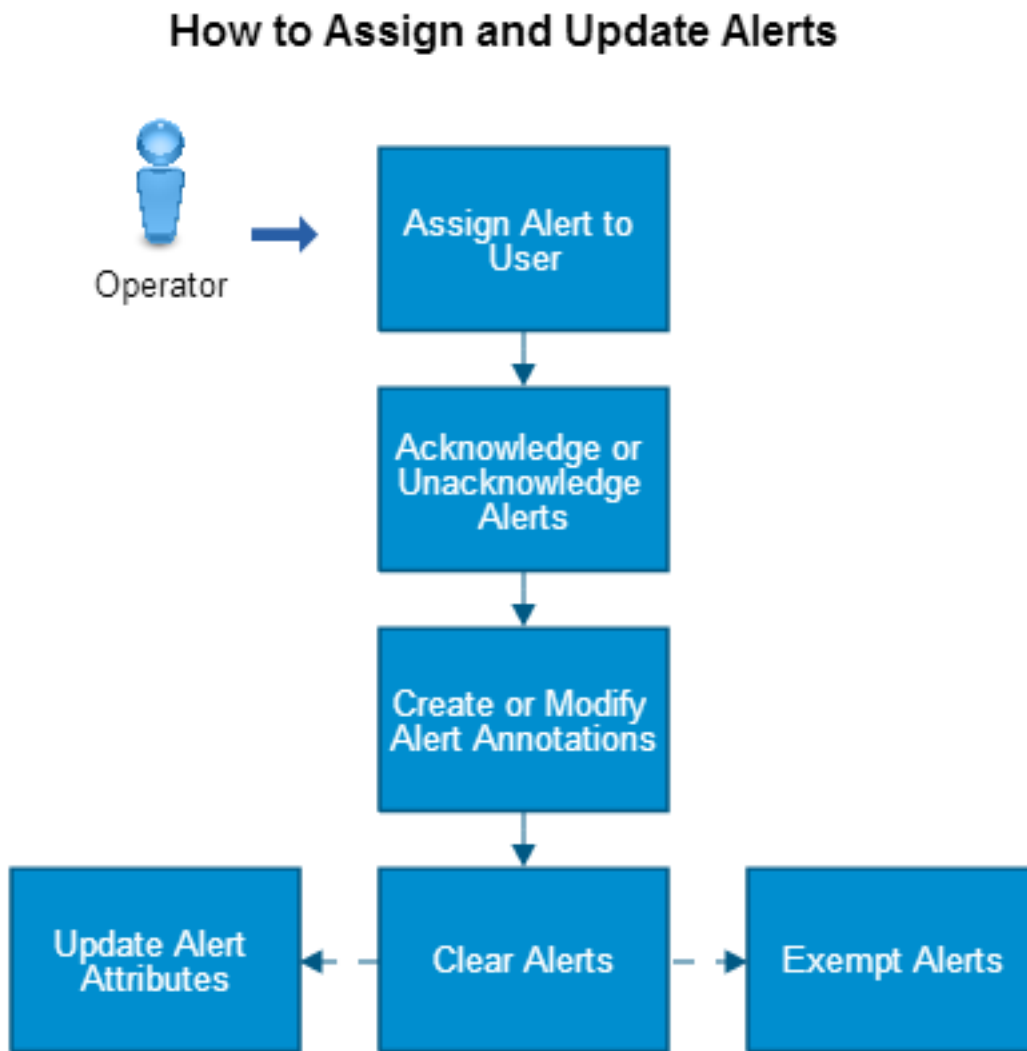 How to Assign and Update Alerts
Operator
Assign Alert to
User
Acknowledge or
Unacknowledge
Alerts
Create or Modify
Alert Annotations
Update Alert
Attributes
Clear Alerts
Exempt Alerts